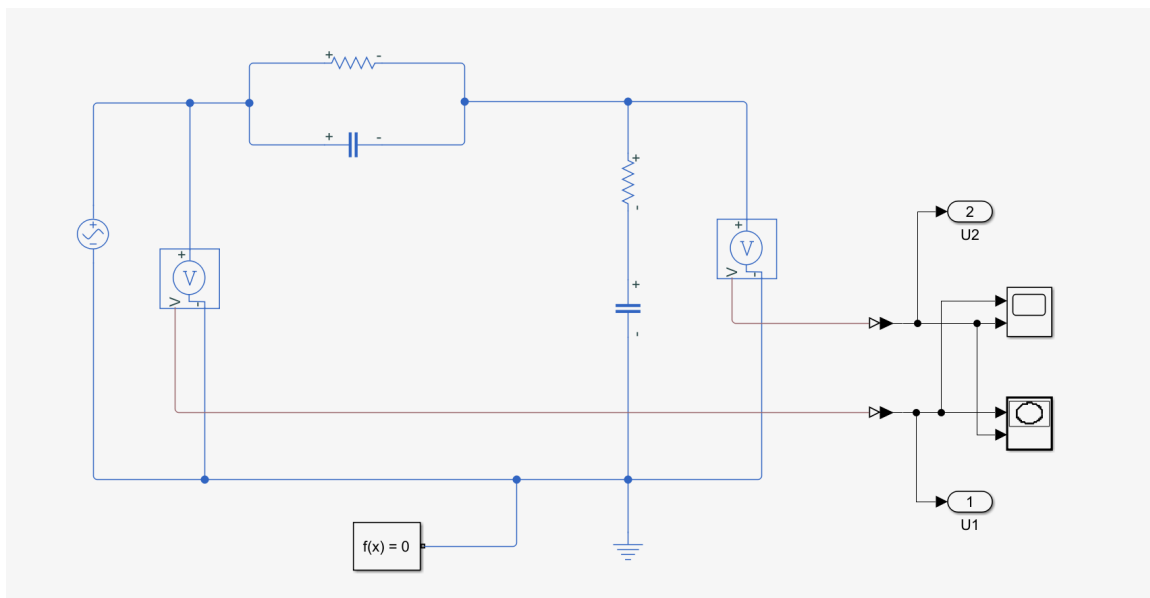 + -
+ -
+
-
+
-
+
V
V -
+
-
+
V
V -
2
U2
1
U1
f(x) = 0